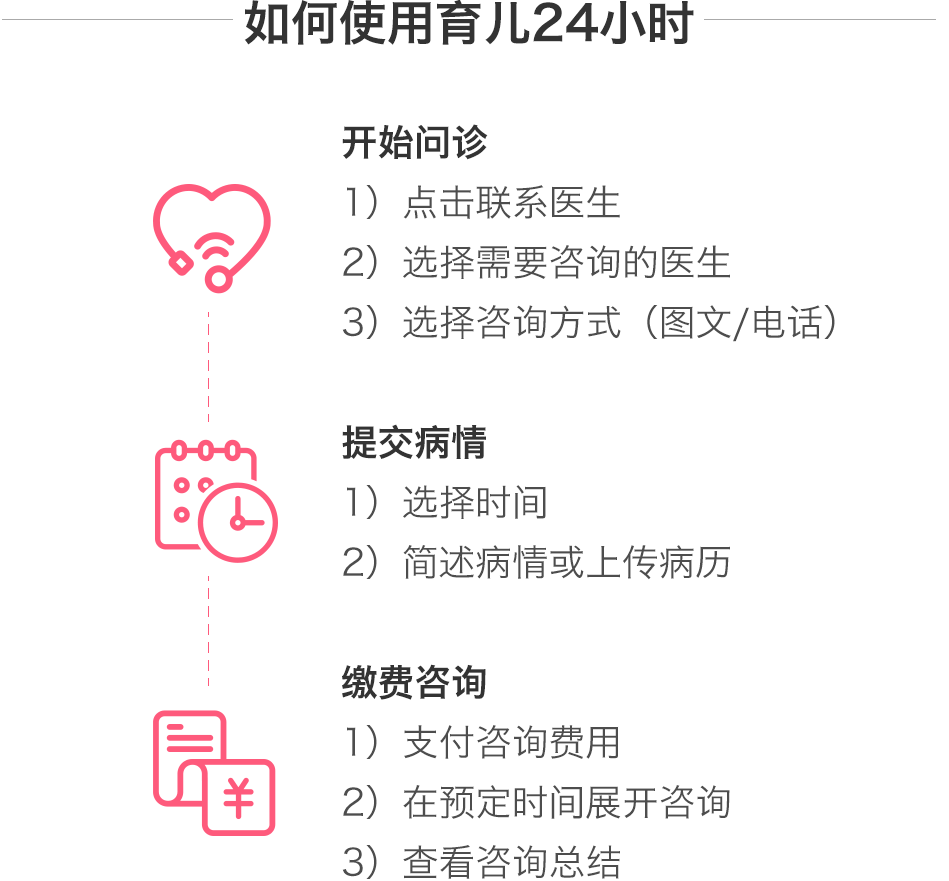 如何使用育儿24小时
开始问诊
1）点击联系医生
2）选择需要咨询的医生
3）选择咨询方式（图文/电话）
提交病情
1）选择时间
2）简述病情或上传病历
缴费咨询
¥
1）支付咨询费用
2）在预定时间展开咨询
3）查看咨询总结